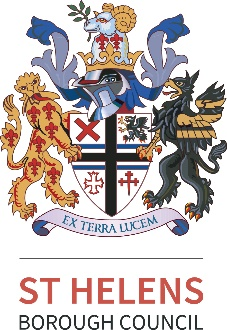 EX TERRA LUCEM
ST HELENS
BOROUGH COUNCIL